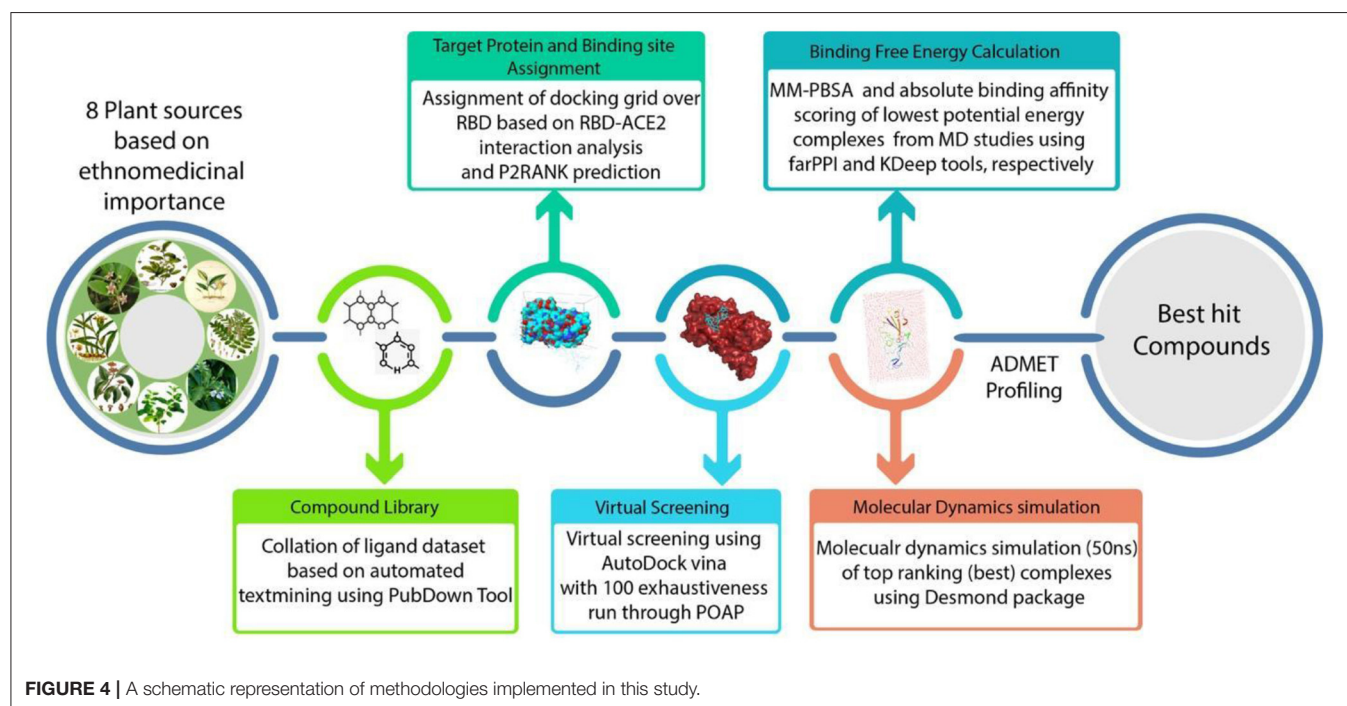 8 Plant sources
based on
ethnomedicinal
importance
Target Protein and Binding site
Assignment
Assignment of docking grid over
RBD based on RBD-ACE2
interaction analysis
and P2RANK prediction
Binding Free Energy Calculation
MM-PBSA and absolute binding affinity
scoring of lowest potential energy
complexes from MD studies using
farPPI and KDeep tools, respectively
H
ADMET
Profiling
Best hit
Compounds
Compound Library
Collation of ligand dataset
based on automated
textmining using PubDown Tool
Virtual Screening
Virtual screening using
AutoDock vina
with 100 exhaustiveness
run through POAP
Molecular Dynamics simulation
Molecualr dynamics simulation (50ns)
of top ranking (best) complexes
using Desmond package
FIGURE 4 | A schematic representation of methodologies implemented in this study.